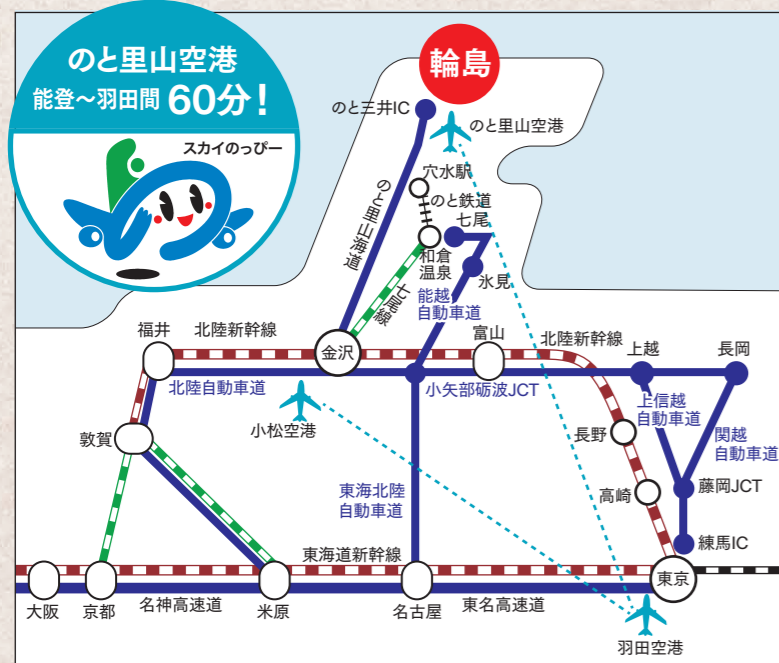 のと里山空港
能登～羽田間 60分！
スカイのっぴー
輪島
のと三井IC
のと里山空港
穴水駅
のと鉄道
のと里山海道
七尾
和倉
温泉
氷見
七尾線
能越
自動車道
福井
北陸新幹線
金沢
富山
北陸新幹線
上越
長岡
北陸自動車道
小矢部砺波JCT
小松空港
上信越
自動車道
関越
自動車道
長野
敦賀
高崎
藤岡JCT
東海北陸
自動車道
練馬IC
東海道新幹線
東京
大阪
京都
名神高速道
米原
名古屋
東名高速道
羽田空港